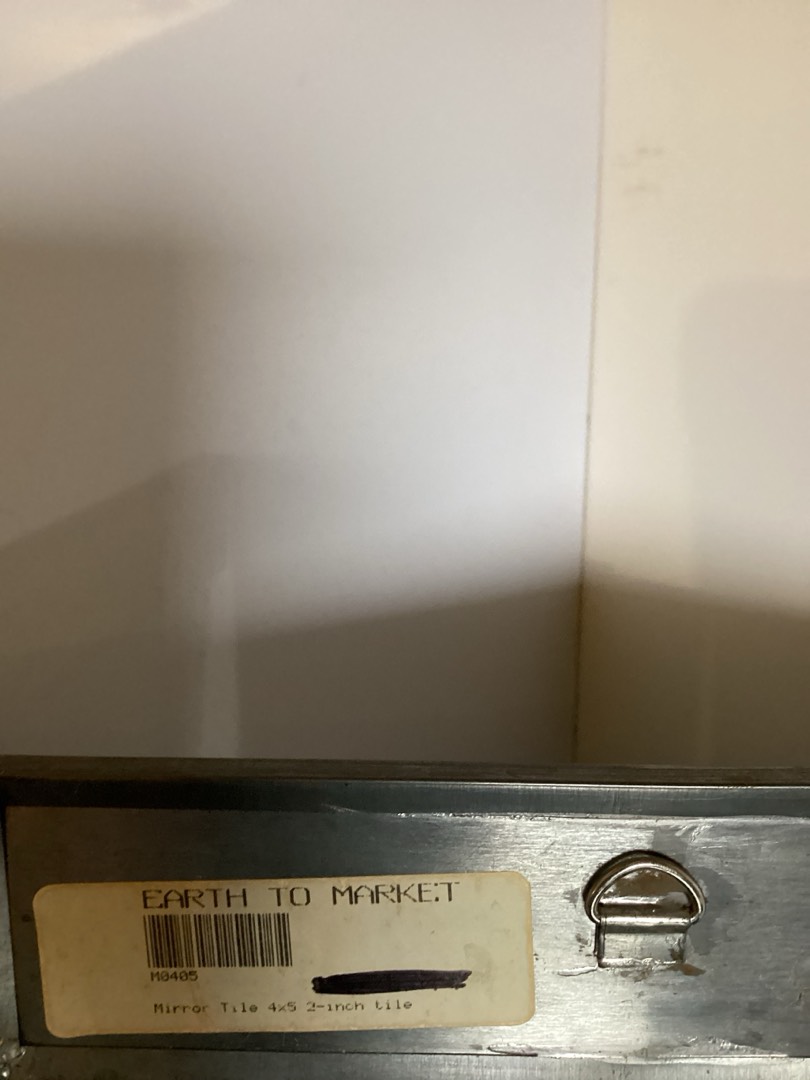 EARTH TO MARKET
M0405
Mirror Tile 4x5 2-inch tile